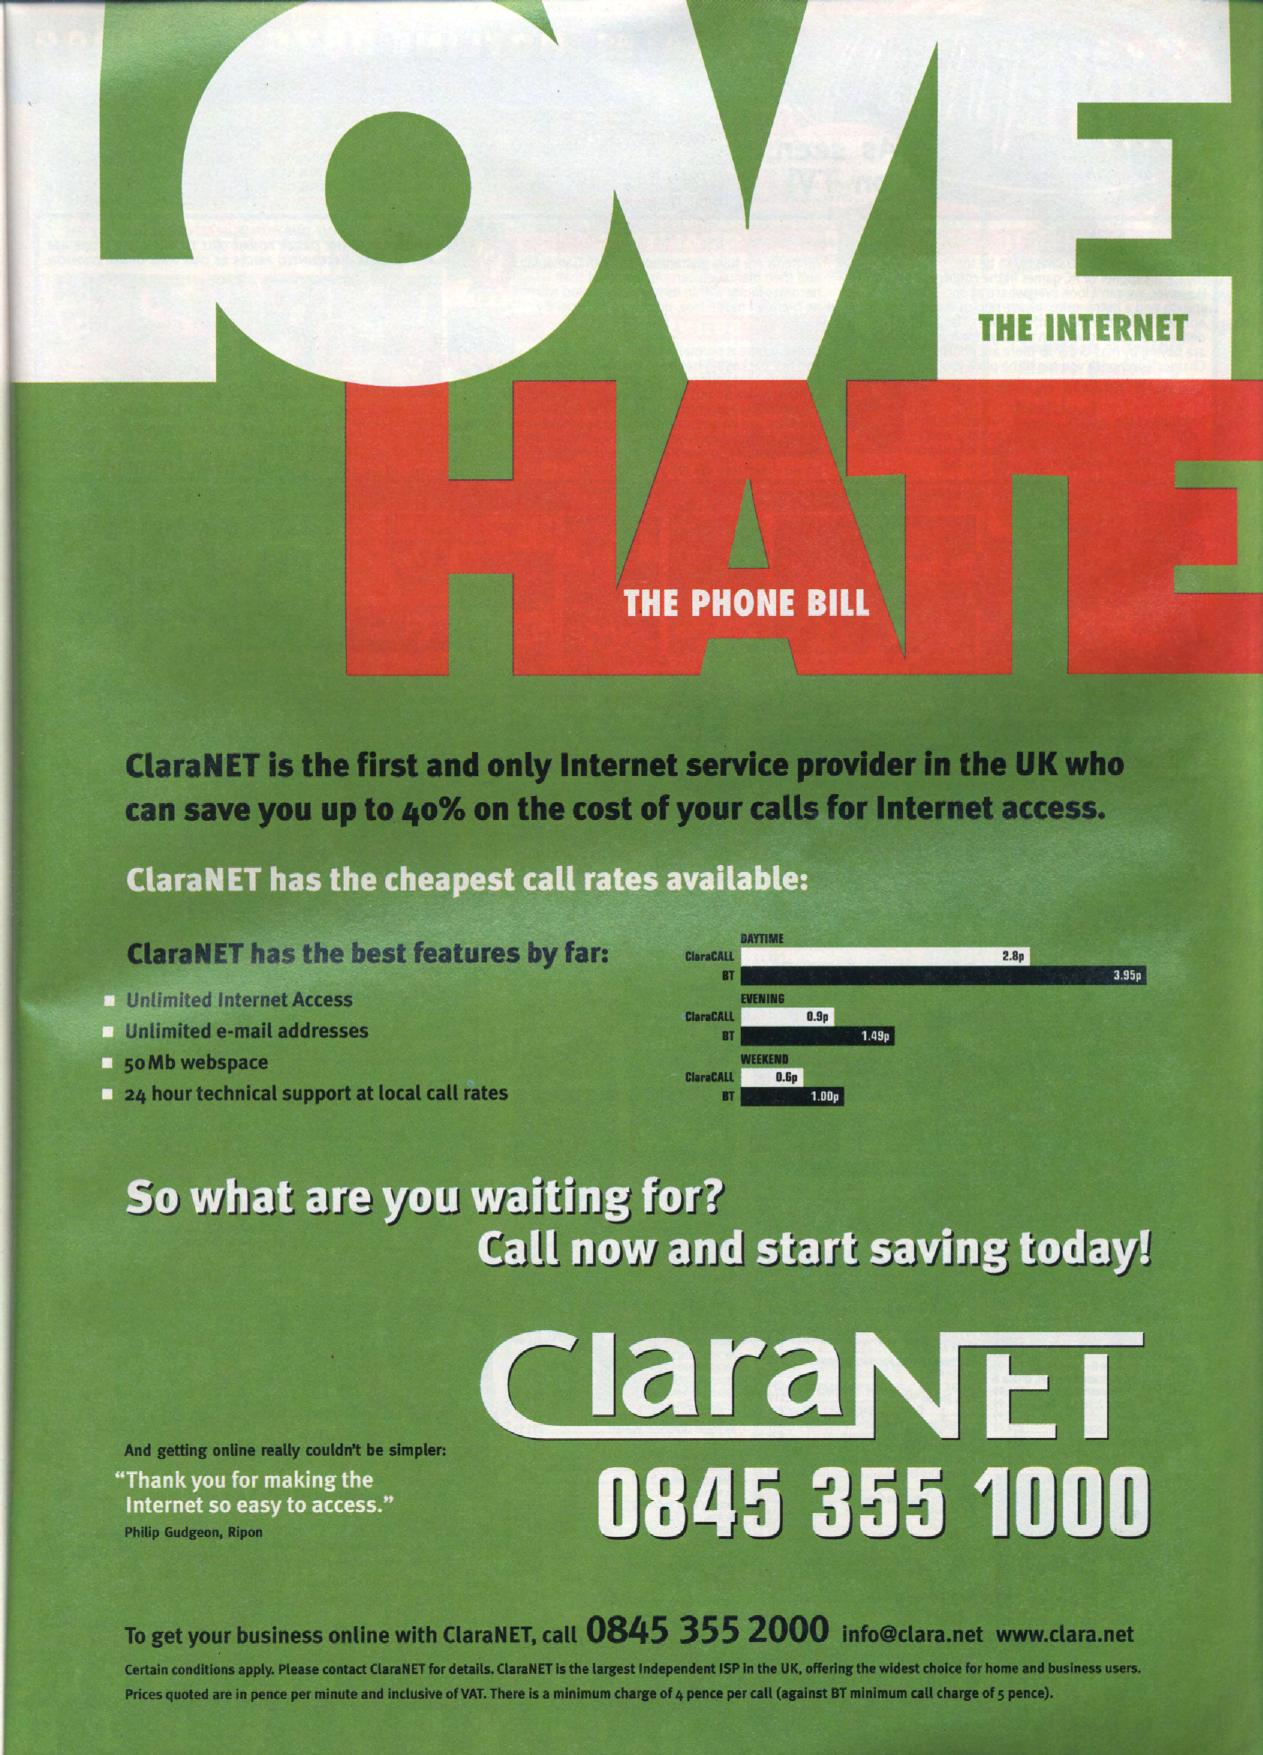 LOVE
THE INTERNET
HATE
THE PHONE BILL
ClaraNET is the first and only Internet service provider in the UK who
can save you up to 40% on the cost of your calls for Internet access.
ClaraNET has the cheapest call rates available:
ClaraNET has the best features by far:
Unlimited Internet Access
Unlimited e-mail addresses
50Mb webspace
24 hour technical support at local call rates
DAYTIME
ClaraCALL 2.8p
BT 3.95p
EVENING
ClaraCALL 0.9p
BT 1.49p
WEEKEND
ClaraCALL 0.6p
BT 1.00p
So what are you waiting for?
Call now and start saving today!
ClaraNET
0845 355 1000
And getting online really couldn't be simpler:
“Thank you for making the
Internet so easy to access.”
Philip Gudgeon, Ripon
To get your business online with ClaraNET, call 0845 355 2000 info@clara.net www.clara.net
Certain conditions apply. Please contact ClaraNET for details. ClaraNET is the largest Independent ISP in the UK, offering the widest choice for home and business users.
Prices quoted are in pence per minute and inclusive of VAT. There is a minimum charge of 4 pence per call (against BT minimum call charge of 5 pence).